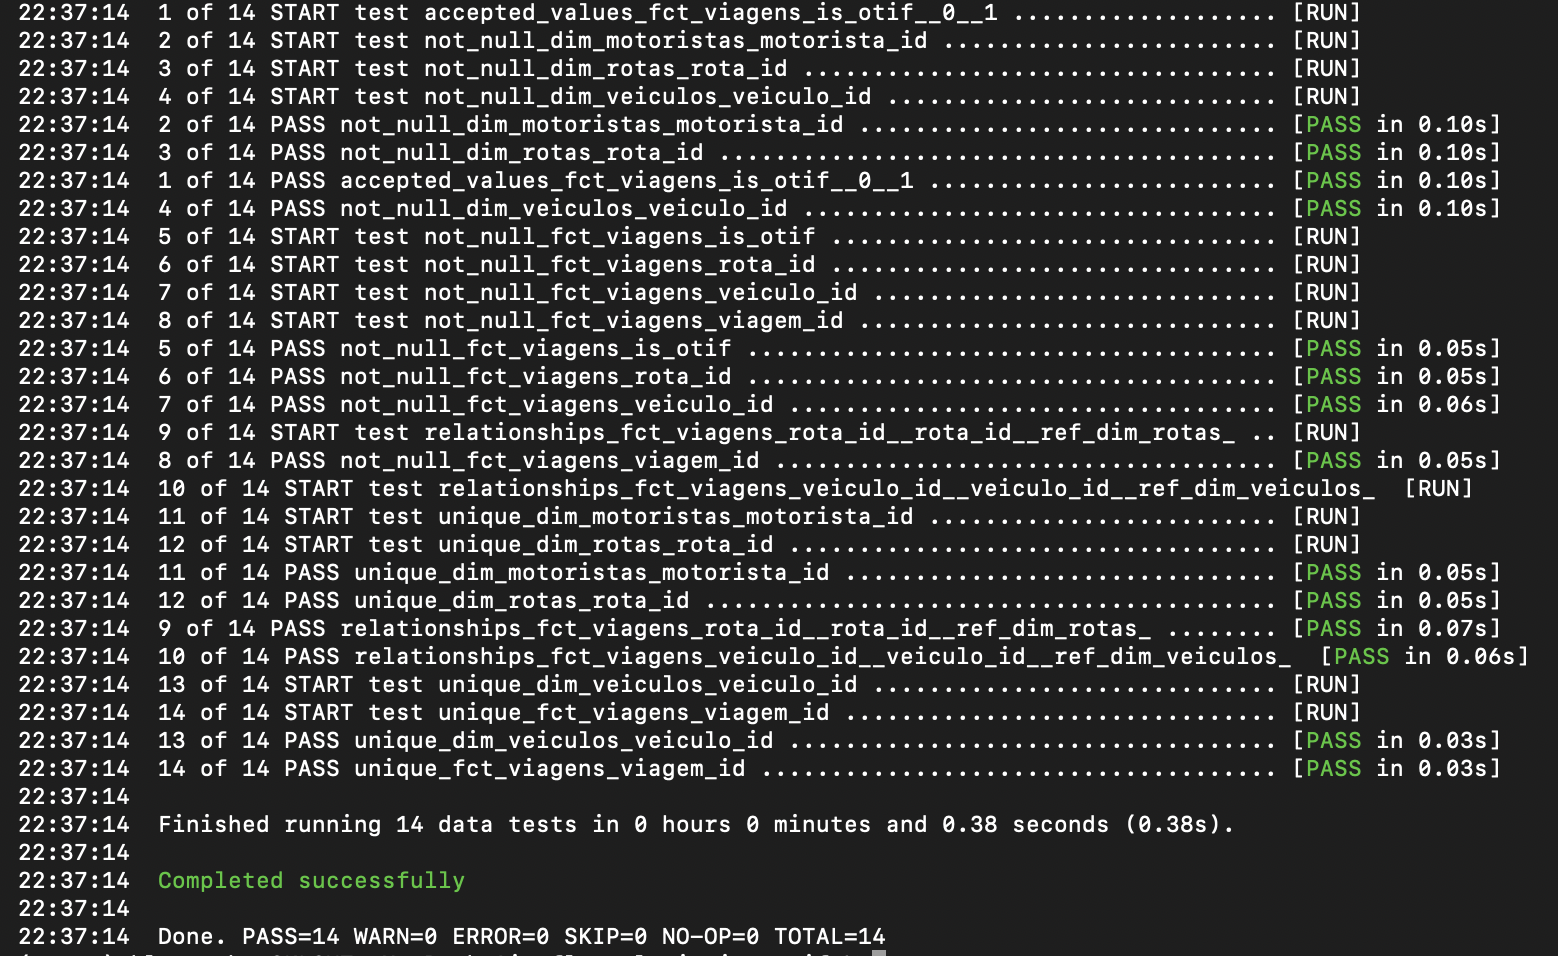 22:37:14  1 of 14 START test accepted_values_fct_viagens_is_otif__0__1 ................... [RUN]
22:37:14  2 of 14 START test not_null_dim_motoristas_motorista_id ........................ [RUN]
22:37:14  3 of 14 START test not_null_dim_rotas_rota_id .................................. [RUN]
22:37:14  4 of 14 START test not_null_dim_veiculos_veiculo_id ............................ [RUN]
22:37:14  2 of 14 PASS not_null_dim_motoristas_motorista_id .............................. [PASS in 0.10s]
22:37:14  3 of 14 PASS not_null_dim_rotas_rota_id ........................................ [PASS in 0.10s]
22:37:14  1 of 14 PASS accepted_values_fct_viagens_is_otif__0__1 ......................... [PASS in 0.10s]
22:37:14  4 of 14 PASS not_null_dim_veiculos_veiculo_id .................................. [PASS in 0.10s]
22:37:14  5 of 14 START test not_null_fct_viagens_is_otif ................................ [RUN]
22:37:14  6 of 14 START test not_null_fct_viagens_rota_id ................................ [RUN]
22:37:14  7 of 14 START test not_null_fct_viagens_veiculo_id ............................. [RUN]
22:37:14  8 of 14 START test not_null_fct_viagens_viagem_id .............................. [RUN]
22:37:14  5 of 14 PASS not_null_fct_viagens_is_otif ...................................... [PASS in 0.05s]
22:37:14  6 of 14 PASS not_null_fct_viagens_rota_id ...................................... [PASS in 0.05s]
22:37:14  7 of 14 PASS not_null_fct_viagens_veiculo_id ................................... [PASS in 0.06s]
22:37:14  9 of 14 START test relationships_fct_viagens_rota_id__rota_id__ref_dim_rotas_ .. [RUN]
22:37:14  8 of 14 PASS not_null_fct_viagens_viagem_id .................................... [PASS in 0.05s]
22:37:14  10 of 14 START test relationships_fct_viagens_veiculo_id__veiculo_id__ref_dim_veiculos_  [RUN]
22:37:14  11 of 14 START test unique_dim_motoristas_motorista_id ......................... [RUN]
22:37:14  12 of 14 START test unique_dim_rotas_rota_id ................................... [RUN]
22:37:14  11 of 14 PASS unique_dim_motoristas_motorista_id ............................... [PASS in 0.05s]
22:37:14  12 of 14 PASS unique_dim_rotas_rota_id ......................................... [PASS in 0.05s]
22:37:14  9 of 14 PASS relationships_fct_viagens_rota_id__rota_id__ref_dim_rotas_ ........ [PASS in 0.07s]
22:37:14  10 of 14 PASS relationships_fct_viagens_veiculo_id__veiculo_id__ref_dim_veiculos_  [PASS in 0.06s]
22:37:14  13 of 14 START test unique_dim_veiculos_veiculo_id ............................. [RUN]
22:37:14  14 of 14 START test unique_fct_viagens_viagem_id ............................... [RUN]
22:37:14  13 of 14 PASS unique_dim_veiculos_veiculo_id ................................... [PASS in 0.03s]
22:37:14  14 of 14 PASS unique_fct_viagens_viagem_id ..................................... [PASS in 0.03s]
22:37:14
22:37:14  Finished running 14 data tests in 0 hours 0 minutes and 0.38 seconds (0.38s).
22:37:14
22:37:14  Completed successfully
22:37:14
22:37:14  Done. PASS=14 WARN=0 ERROR=0 SKIP=0 NO-OP=0 TOTAL=14